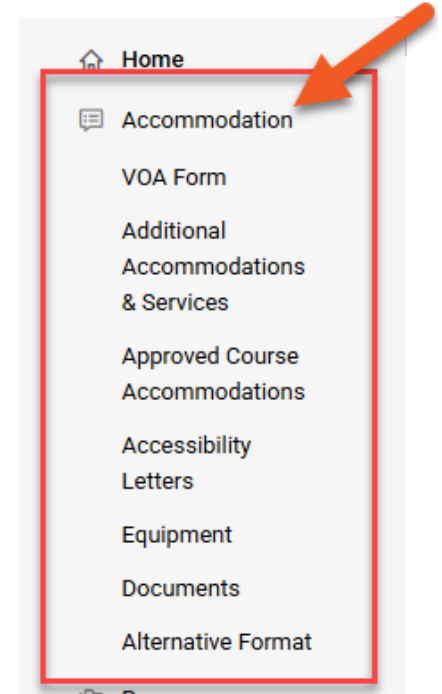 Home
Accommodation
VOA Form
Additional
Accommodations
& Services
Approved Course
Accommodations
Accessibility
Letters
Equipment
Documents
Alternative Format